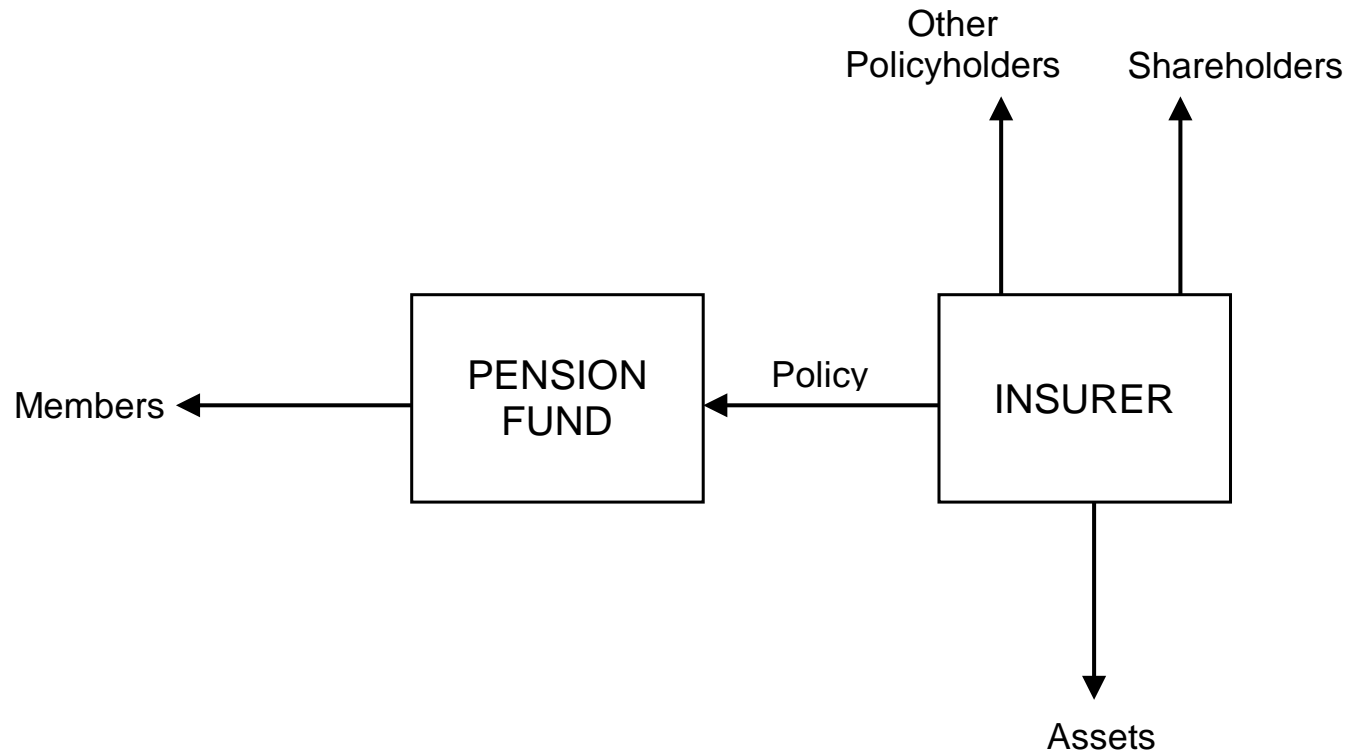 Other
Policyholders
Shareholders
Members
PENSION
FUND
Policy
INSURER
Assets